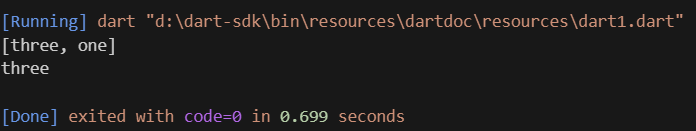 [Running] dart "d:\dart-sdk\bin\resources\dartdoc\resources\dart1.dart"
[three, one]
three
[Done] exited with code=0 in 0.699 seconds